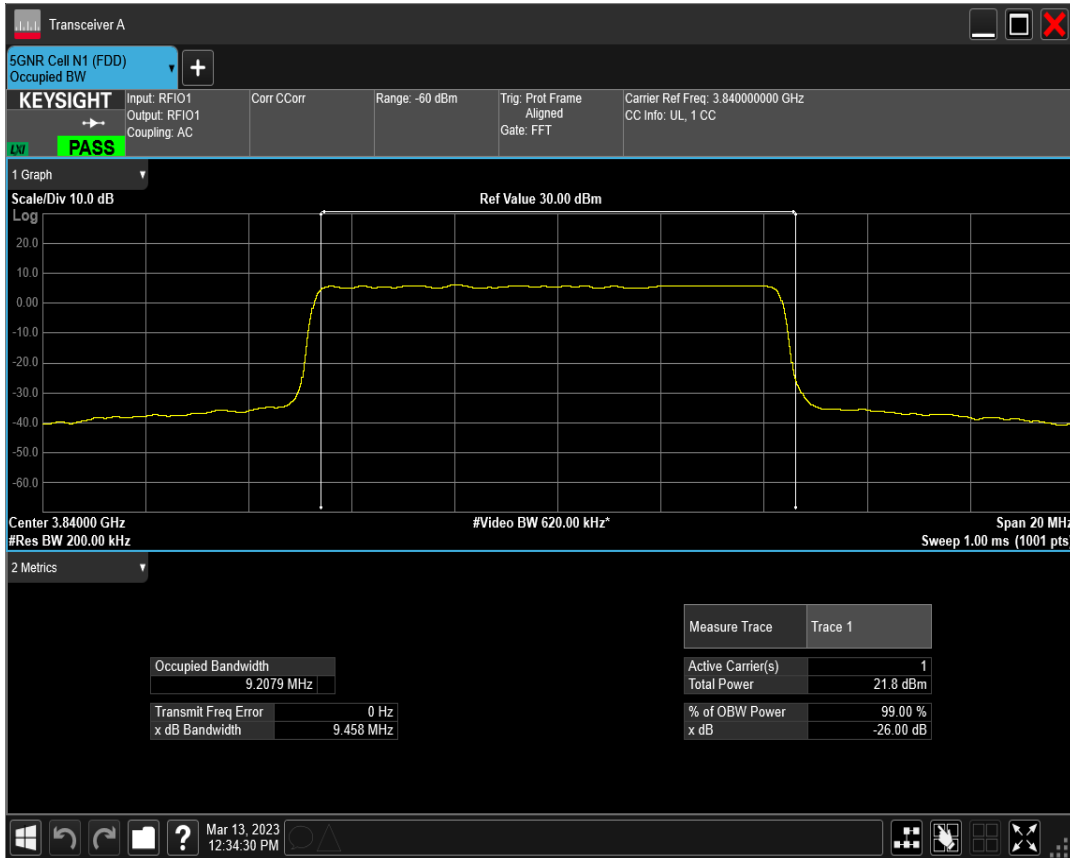 Transceiver A
5GNR Cell N1 (FDD)
Occupied BW
+
KEYSIGHT
LXI
PASS
Input: RFIO1
Output: RFIO1
Coupling: AC
Corr CCorr
Range: -60 dBm
Trig: Prot Frame
Aligned
Gate: FFT
Carrier Ref Freq: 3.840000000 GHz
CC Info: UL, 1 CC
1 Graph
Scale/Div 10.0 dB
Ref Value 30.00 dBm
Log
20.0
10.0
0.00
-10.0
-20.0
-30.0
-40.0
-50.0
-60.0
Center 3.84000 GHz
#Video BW 620.00 kHz*
Span 20 MHz
#Res BW 200.00 kHz
Sweep 1.00 ms (1001 pts)
2 Metrics
Measure Trace Trace 1
Occupied Bandwidth
9.2079 MHz
Active Carrier(s) 1
Total Power 21.8 dBm
Transmit Freq Error 0 Hz
x dB Bandwidth 9.458 MHz
% of OBW Power 99.00 %
x dB -26.00 dB
?
Mar 13, 2023
12:34:30 PM